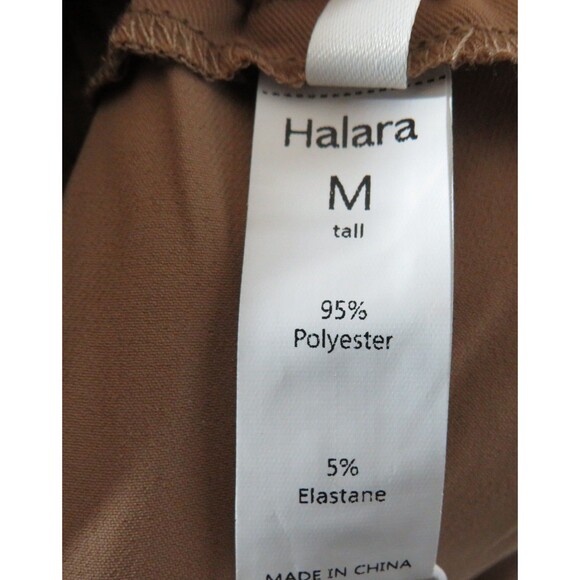 Halara
M
tall
95%
Polyester
5%
Elastane
MADE IN CHINA